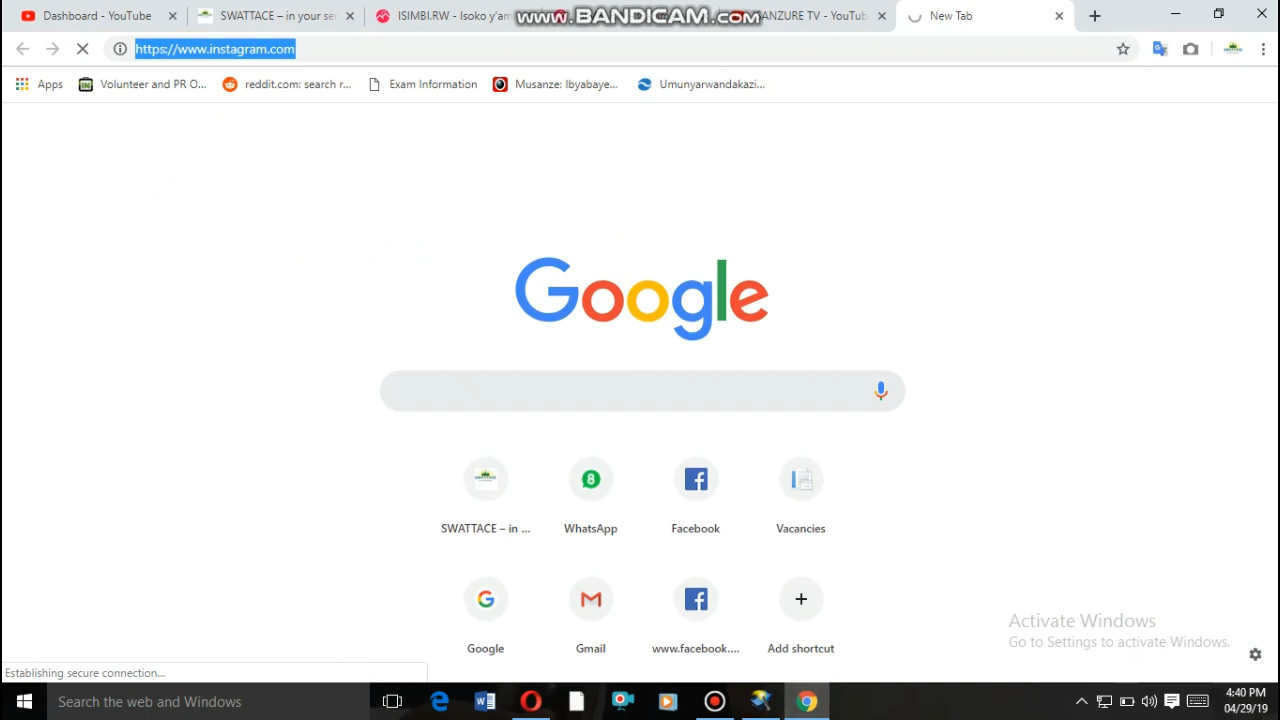 Dashboard - YouTube
SWATTACE – in your se
ISIMBI.RW - Isoko y'am
www.BANDICAM.com
ANZURE TV - YouTub
New Tab
https://www.instagram.com
Apps
Volunteer and PR O...
reddit.com: search r...
Exam Information
Musanze: Ibyabaye...
Umunyarwandakazi...
Google
SWATTACE – in ...
WhatsApp
Facebook
Vacancies
Google
Gmail
www.facebook....
Add shortcut
Activate Windows
Go to Settings to activate Windows.
Establishing secure connection...
Search the web and Windows
4:40 PM
04/29/19